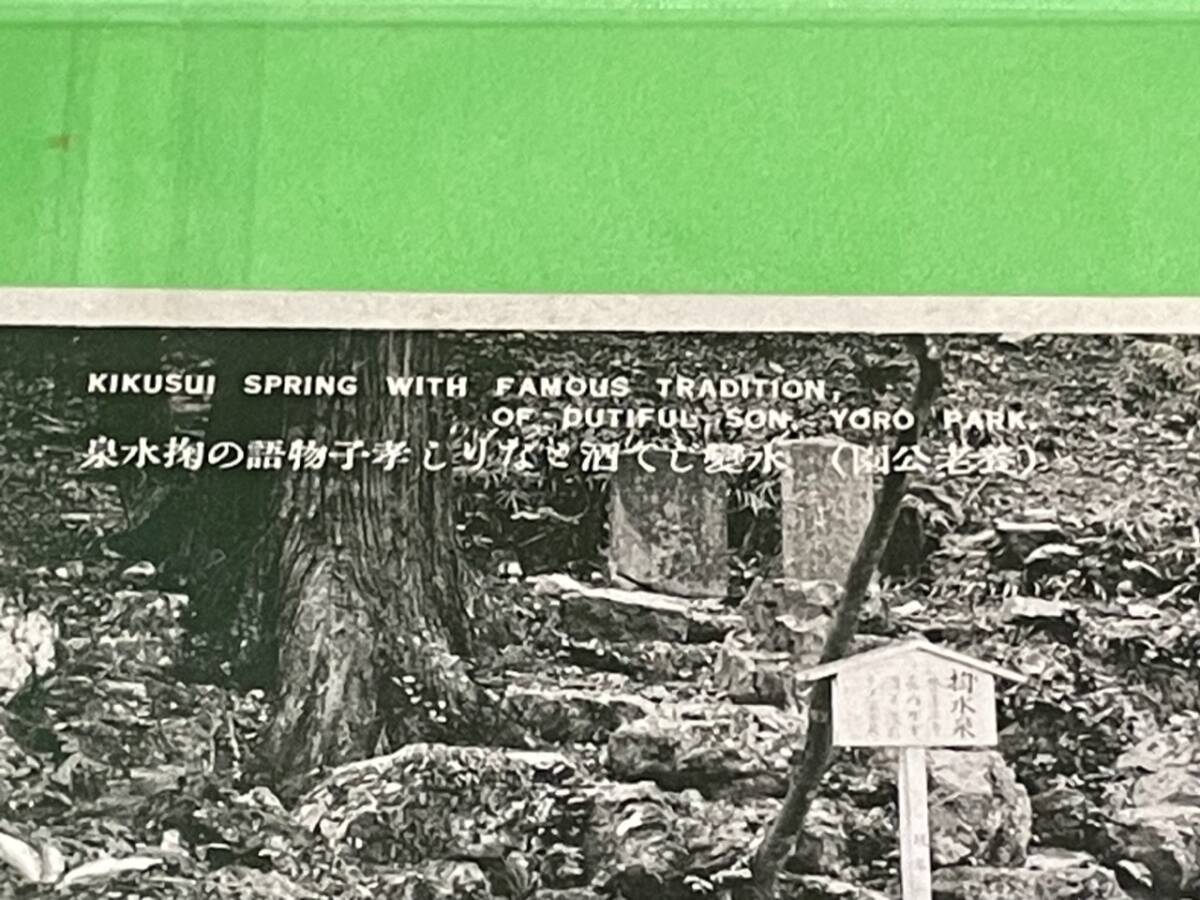 KIKUSUI SPRING WITH FAMOUS TRADITION,
OF DUTIFUL SON. YORO PARK.
（養老公園） 水變じて酒となりし孝子物語の掬水泉
掬水泉